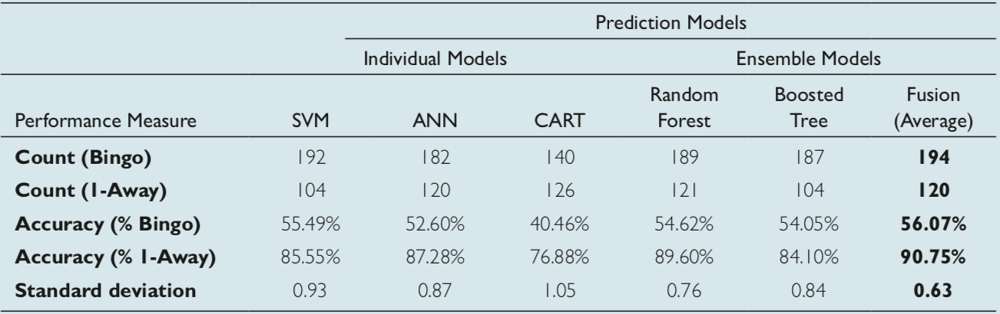 Prediction Models
Individual Models Ensemble Models
Performance Measure SVM ANN CART Random Forest Boosted Tree Fusion (Average)
Count (Bingo) 192 182 140 189 187 194
Count (1-Away) 104 120 126 121 104 120
Accuracy (% Bingo) 55.49% 52.60% 40.46% 54.62% 54.05% 56.07%
Accuracy (% 1-Away) 85.55% 87.28% 76.88% 89.60% 84.10% 90.75%
Standard deviation 0.93 0.87 1.05 0.76 0.84 0.63